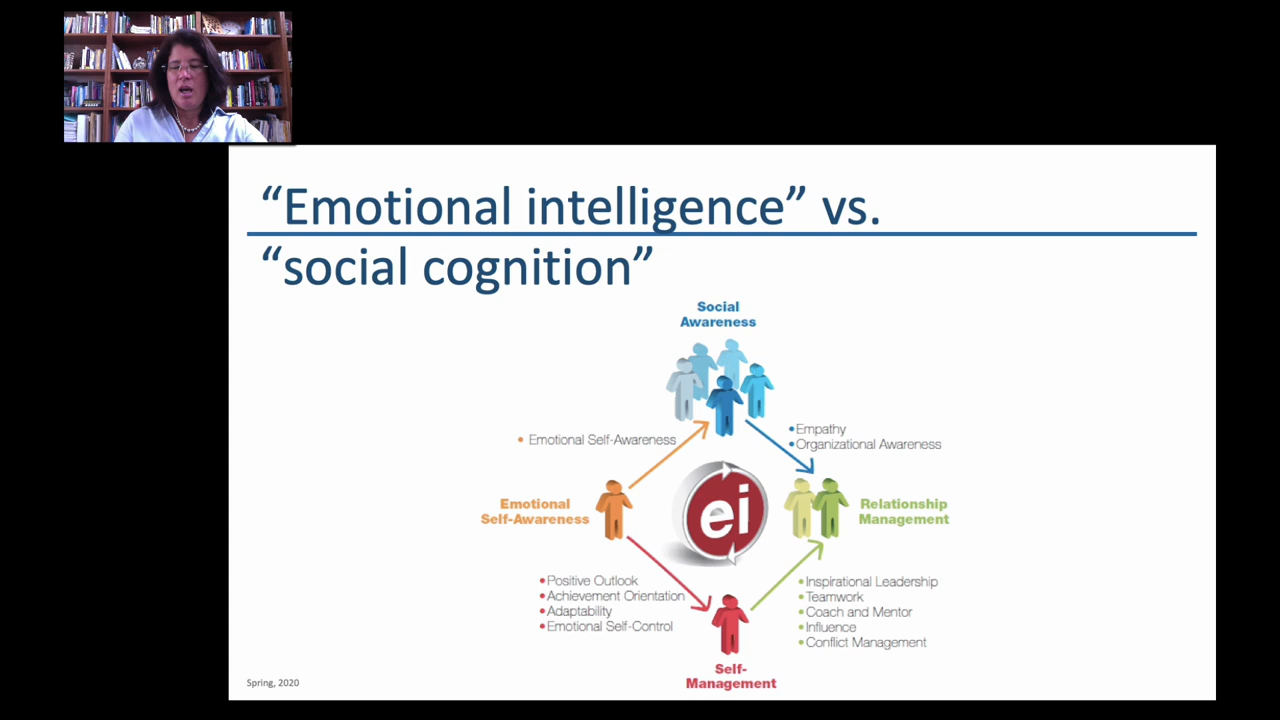 “Emotional intelligence” vs.
“social cognition”
Social
Awareness
• Emotional Self-Awareness
• Empathy
• Organizational Awareness
Emotional
Self-Awareness
ei
Relationship
Management
• Positive Outlook
• Achievement Orientation
• Adaptability
• Emotional Self-Control
• Inspirational Leadership
• Teamwork
• Coach and Mentor
• Influence
• Conflict Management
Self-
Management
Spring, 2020